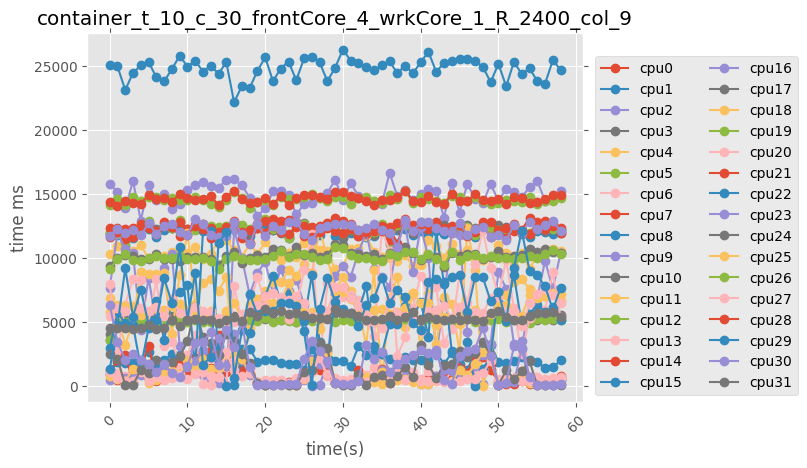 container_t_10_c_30_frontCore_4_wrkCore_1_R_2400_col_9
25000
20000
15000
10000
5000
0
time ms
0
10
20
30
40
50
60
time(s)
cpu0
cpu1
cpu2
cpu3
cpu4
cpu5
cpu6
cpu7
cpu8
cpu9
cpu10
cpu11
cpu12
cpu13
cpu14
cpu15
cpu16
cpu17
cpu18
cpu19
cpu20
cpu21
cpu22
cpu23
cpu24
cpu25
cpu26
cpu27
cpu28
cpu29
cpu30
cpu31